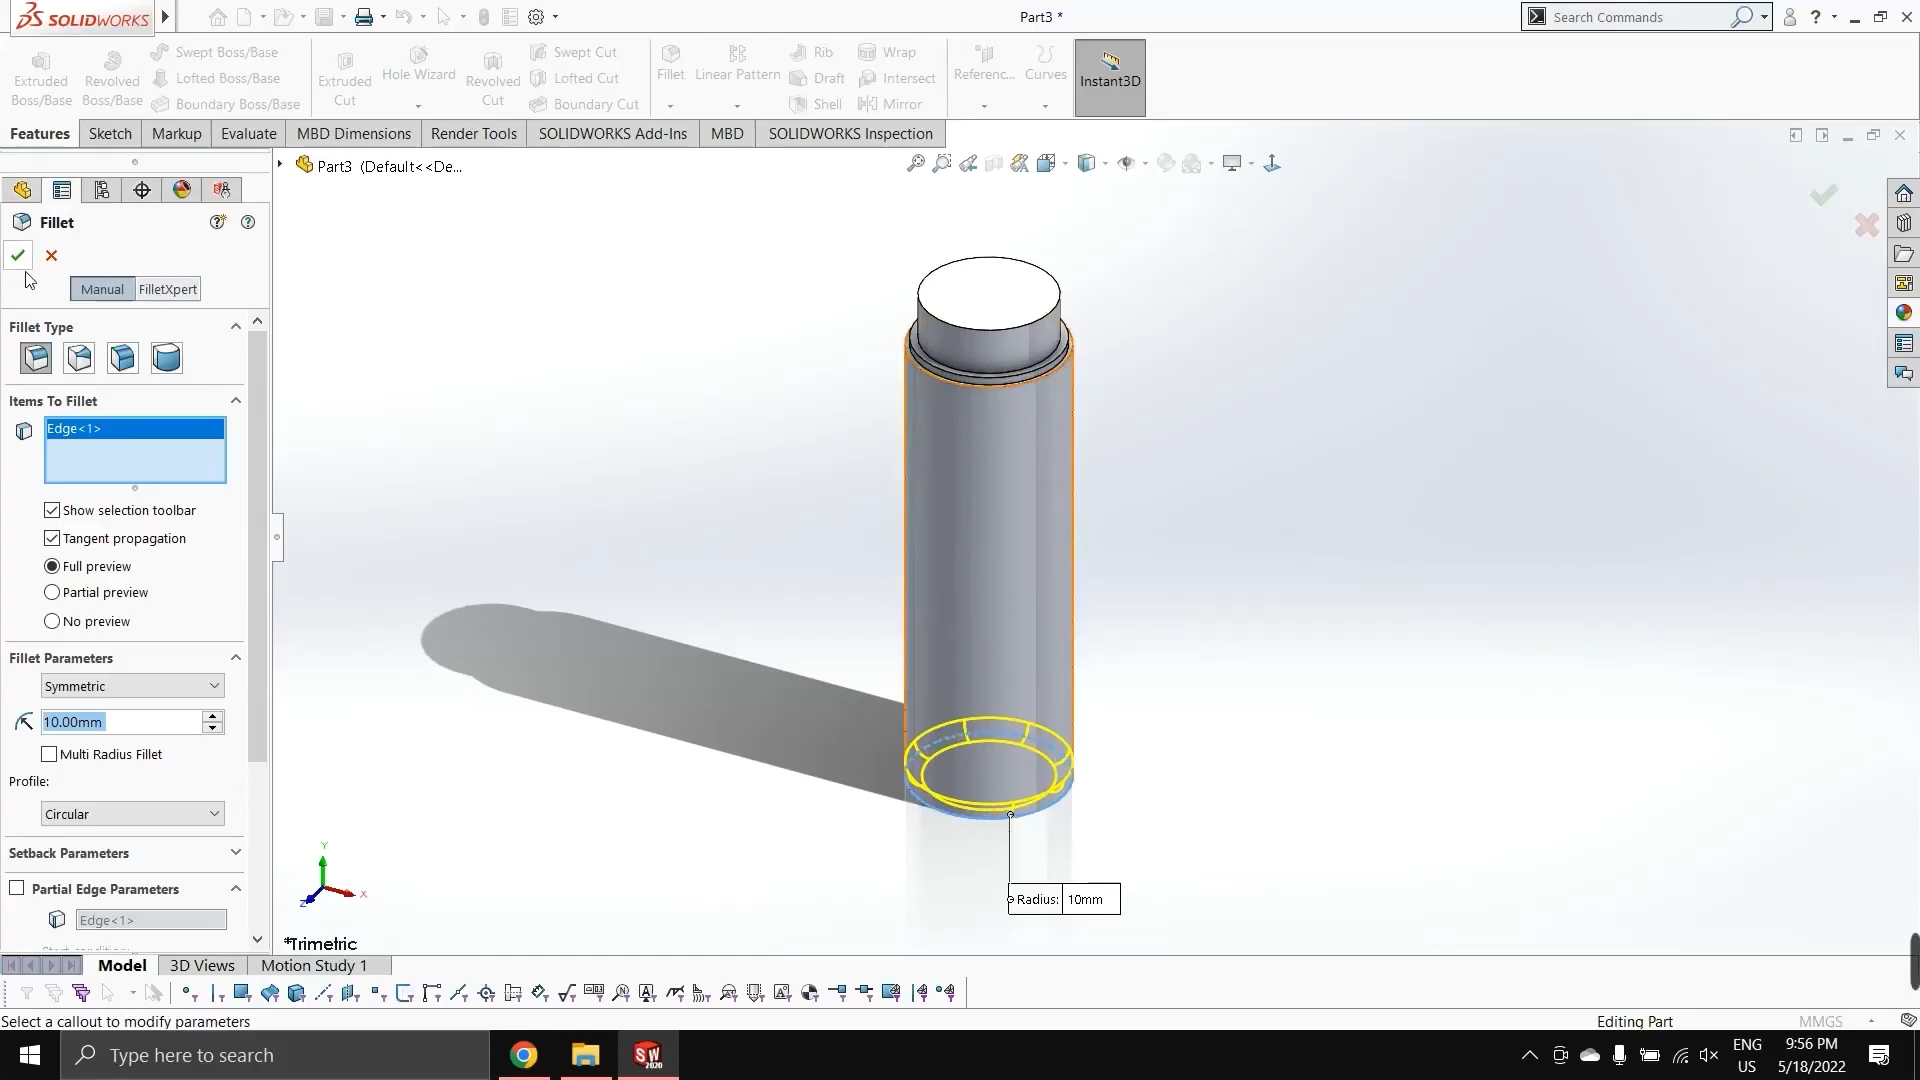 SOLIDWORKS
Part3 *
Search Commands
Extruded Boss/Base
Revolved Boss/Base
Swept Boss/Base
Lofted Boss/Base
Boundary Boss/Base
Extruded Cut
Hole Wizard
Revolved Cut
Swept Cut
Lofted Cut
Boundary Cut
Fillet
Linear Pattern
Rib
Draft
Shell
Wrap
Intersect
Mirror
Referenc...
Curves
Instant3D
Features
Sketch
Markup
Evaluate
MBD Dimensions
Render Tools
SOLIDWORKS Add-Ins
MBD
SOLIDWORKS Inspection
Part3 (Default<<De...
Fillet
Manual
FilletXpert
Fillet Type
Items To Fillet
Edge<1>
Show selection toolbar
Tangent propagation
Full preview
Partial preview
No preview
Fillet Parameters
Symmetric
10.00mm
Multi Radius Fillet
Profile:
Circular
Setback Parameters
Partial Edge Parameters
Edge<1>
Radius: 10mm
Y
X
Z
*Trimetric
Model
3D Views
Motion Study 1
Select a callout to modify parameters
Editing Part
MMGS
Type here to search
SW
2020
ENG
US
9:56 PM
5/18/2022